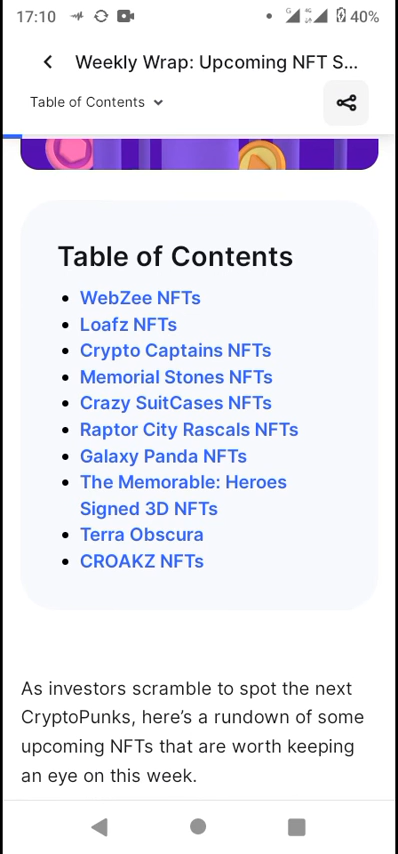 17:10
G
4G
40%
Weekly Wrap: Upcoming NFT S...
Table of Contents
Table of Contents
WebZee NFTs
Loafz NFTs
Crypto Captains NFTs
Memorial Stones NFTs
Crazy SuitCases NFTs
Raptor City Rascals NFTs
Galaxy Panda NFTs
The Memorable: Heroes
Signed 3D NFTs
Terra Obscura
CROAKZ NFTs
As investors scramble to spot the next
CryptoPunks, here’s a rundown of some
upcoming NFTs that are worth keeping
an eye on this week.